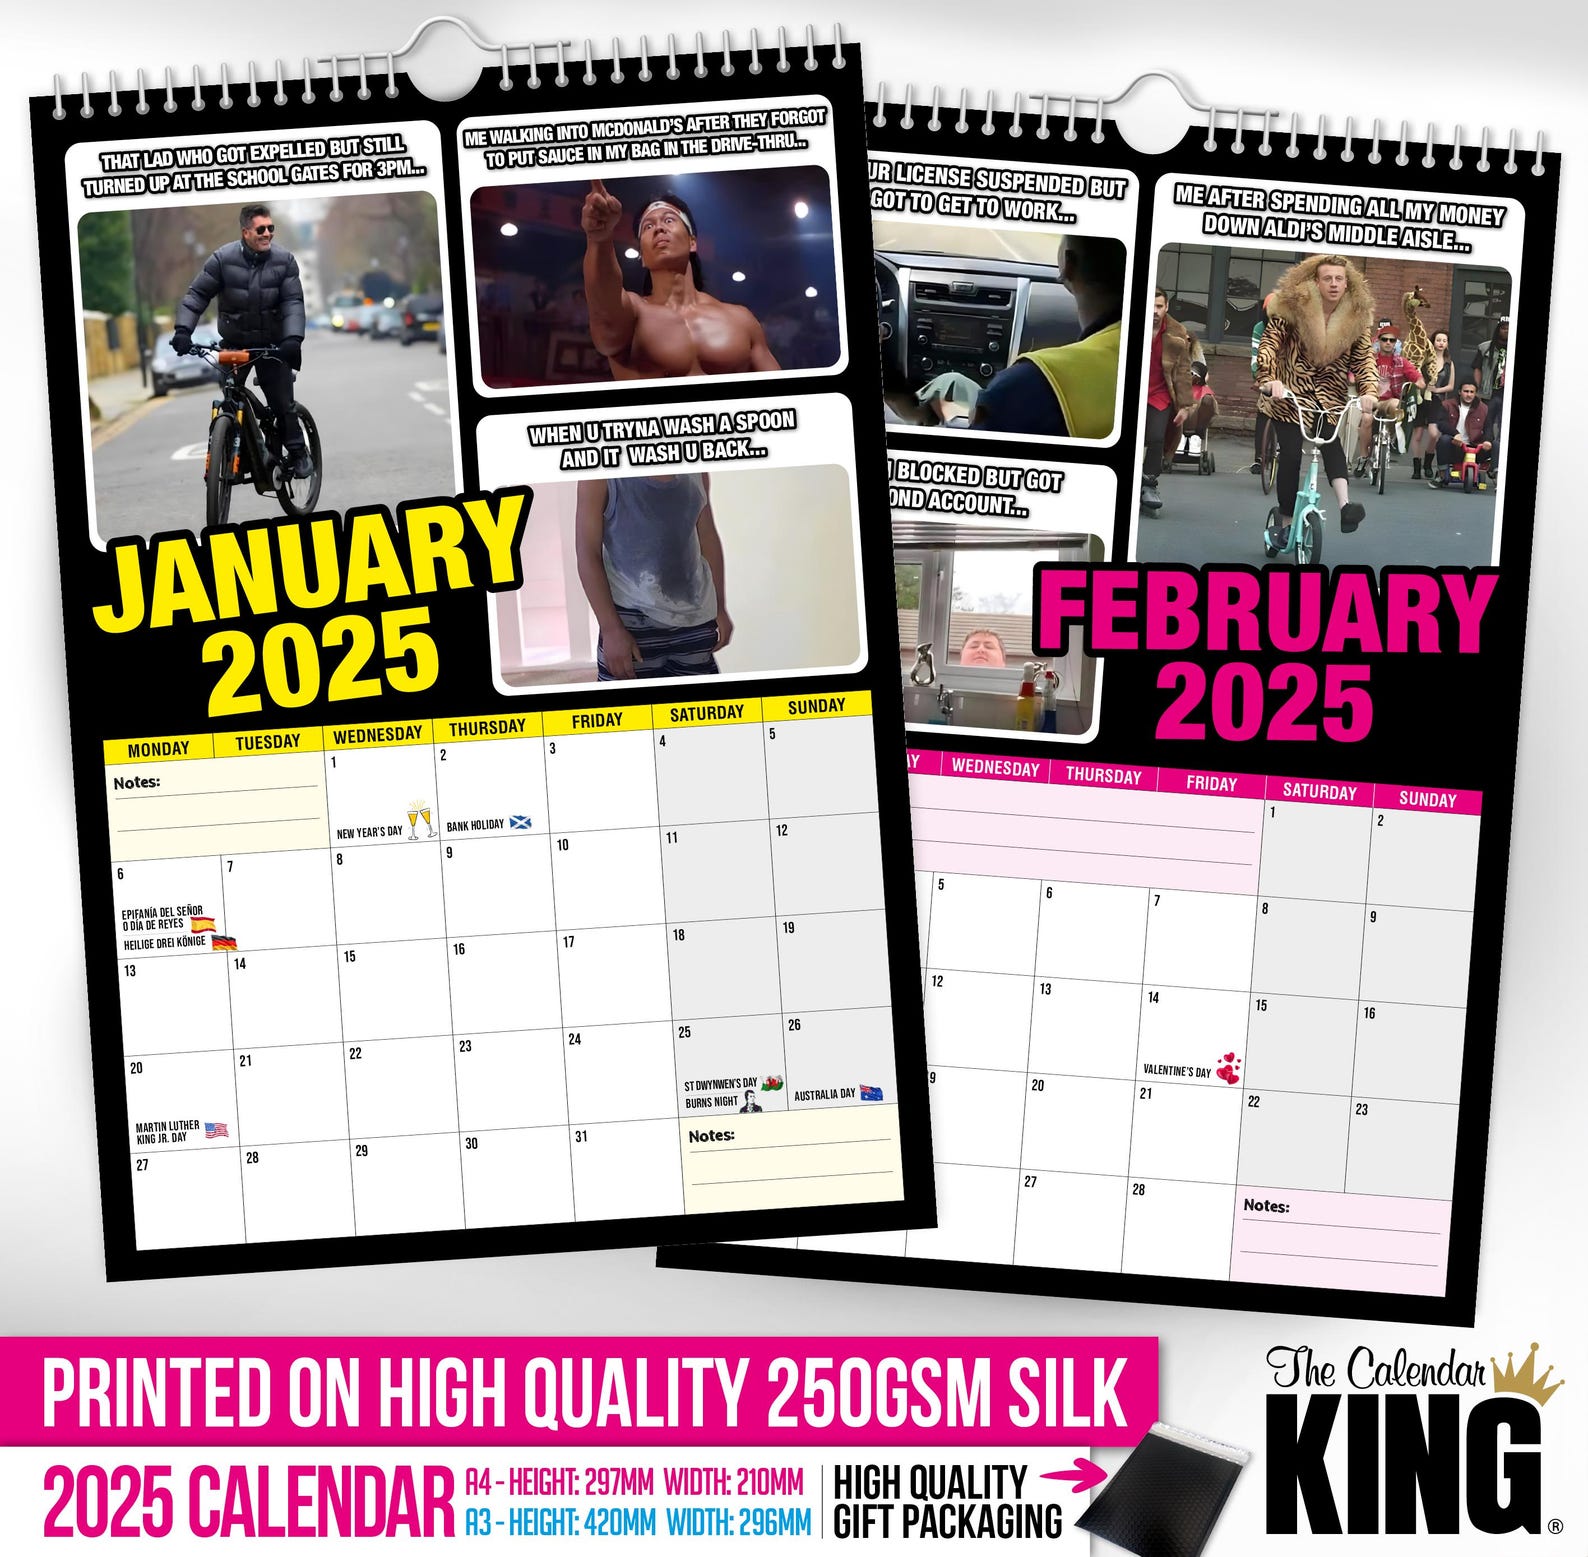 THAT LAD WHO GOT EXPELLED BUT STILL
TURNED UP AT THE SCHOOL GATES FOR 3PM...
ME WALKING INTO MCDONALD'S AFTER THEY FORGOT
TO PUT SAUCE IN MY BAG IN THE DRIVE-THRU...
WHEN U TRYNA WASH A SPOON
AND IT WASH U BACK...
JANUARY
2025
MONDAY TUESDAY WEDNESDAY THURSDAY FRIDAY SATURDAY SUNDAY
Notes:
1 2 3 4 5
NEW YEAR'S DAY
BANK HOLIDAY
6 7 8 9 10 11 12
EPIFANÍA DEL SEÑOR
O DÍA DE REYES
HEILIGE DREI KÖNIGE
13 14 15 16 17 18 19
20 21 22 23 24 25 26
MARTIN LUTHER
KING JR. DAY
ST DWYNWEN'S DAY
BURNS NIGHT
AUSTRALIA DAY
27 28 29 30 31
Notes:
UR LICENSE SUSPENDED BUT
GOT TO GET TO WORK...
ME AFTER SPENDING ALL MY MONEY
DOWN ALDI'S MIDDLE AISLE...
BLOCKED BUT GOT
OND ACCOUNT...
FEBRUARY
2025
AY WEDNESDAY THURSDAY FRIDAY SATURDAY SUNDAY
1 2
5 6 7 8 9
12 13 14 15 16
VALENTINE'S DAY
9 20 21 22 23
27 28
Notes:
PRINTED ON HIGH QUALITY 250GSM SILK
2025 CALENDAR
A4 - HEIGHT: 297MM WIDTH: 210MM
A3 - HEIGHT: 420MM WIDTH: 296MM
HIGH QUALITY
GIFT PACKAGING
The Calendar
KING®